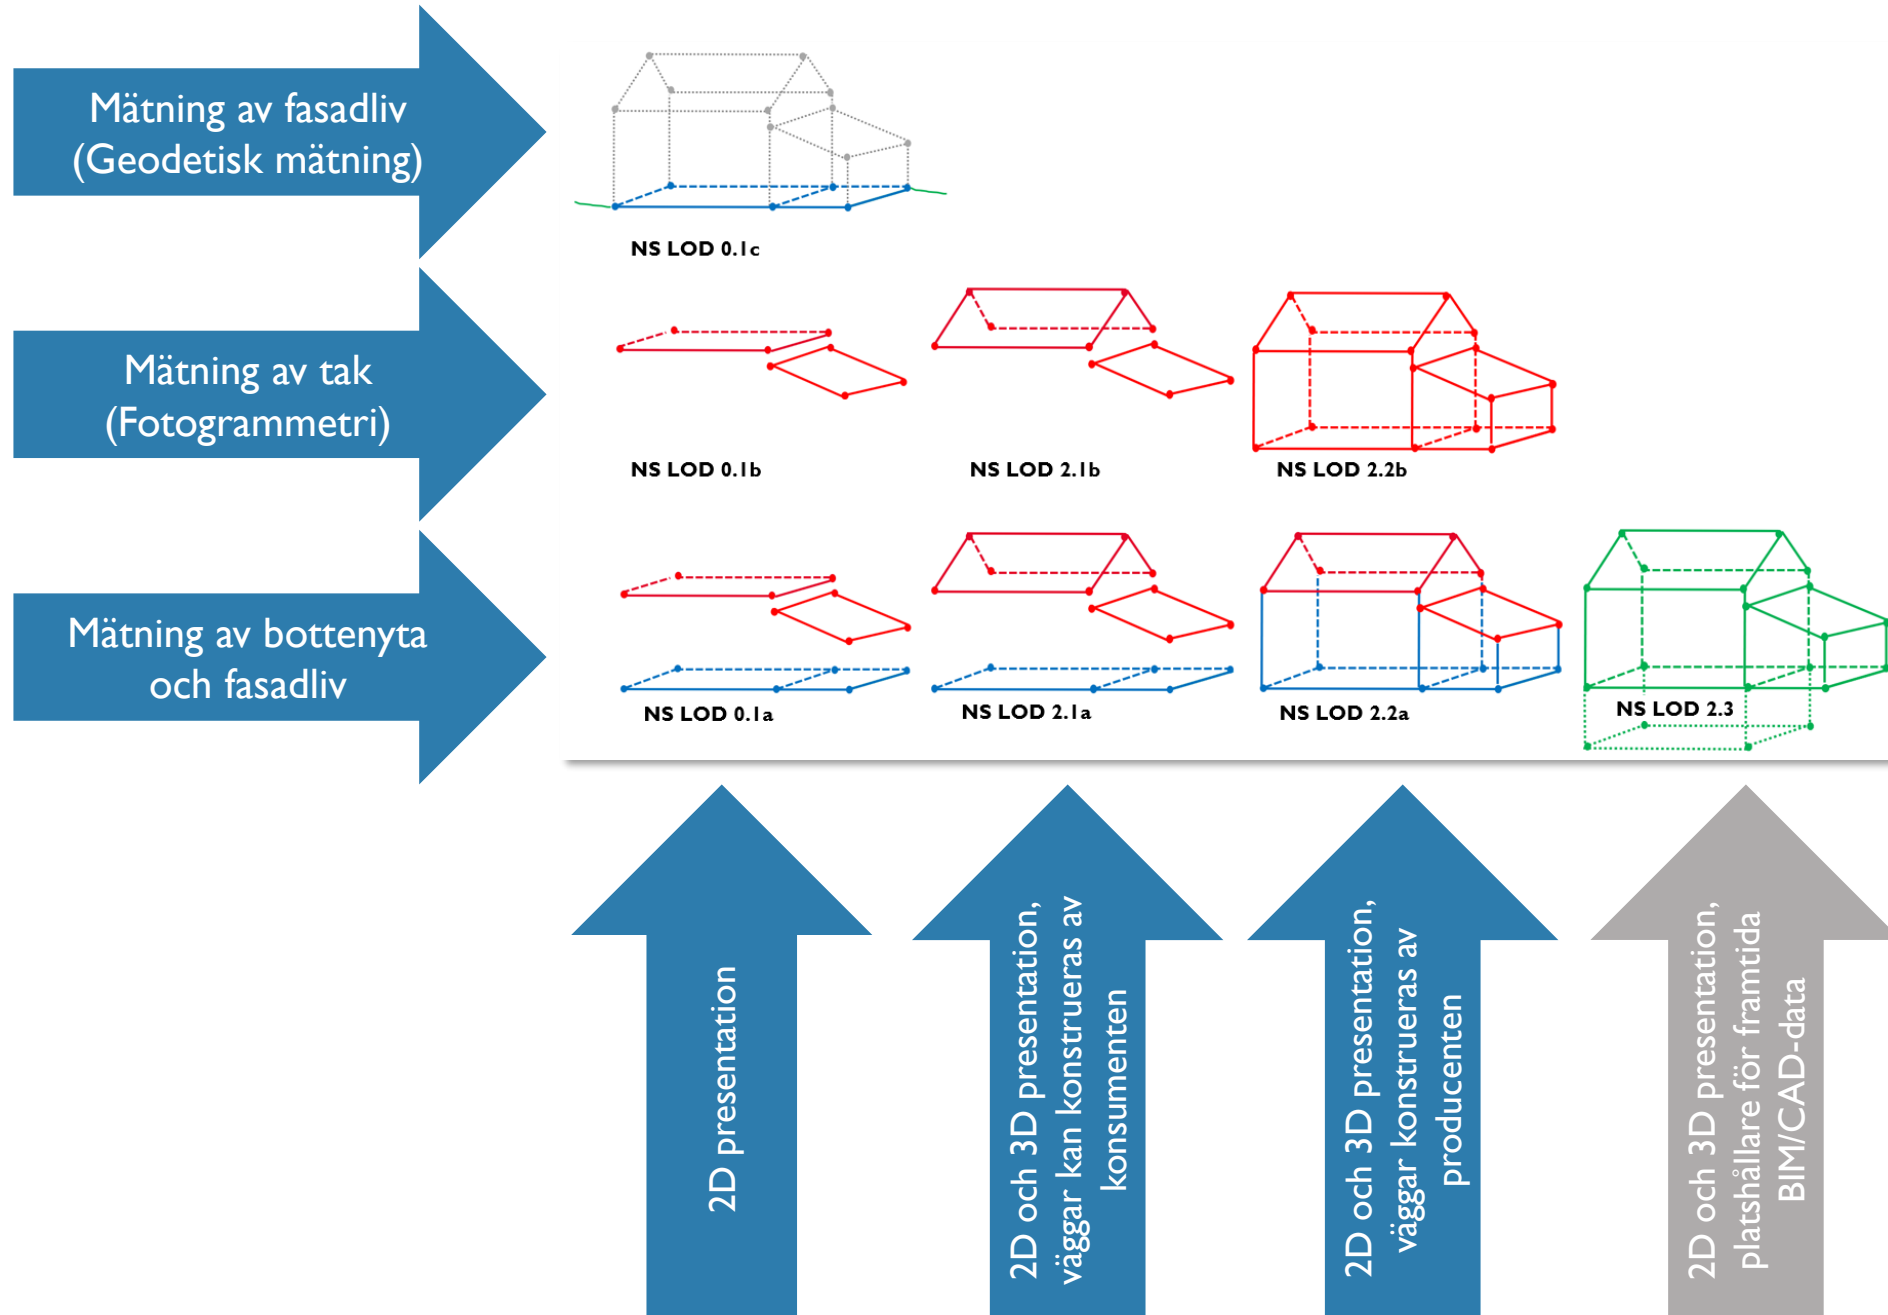 Mätning av fasadliv
(Geodetisk mätning)
NS LOD 0.1c
Mätning av tak
(Fotogrammetri)
NS LOD 0.1b
NS LOD 2.1b
NS LOD 2.2b
Mätning av bottenyta
och fasadliv
NS LOD 0.1a
NS LOD 2.1a
NS LOD 2.2a
NS LOD 2.3
2D presentation
2D och 3D presentation,
väggar kan konstrueras av
konsumenten
2D och 3D presentation,
väggar konstrueras av
producenten
2D och 3D presentation,
platshållare för framtida
BIM/CAD-data